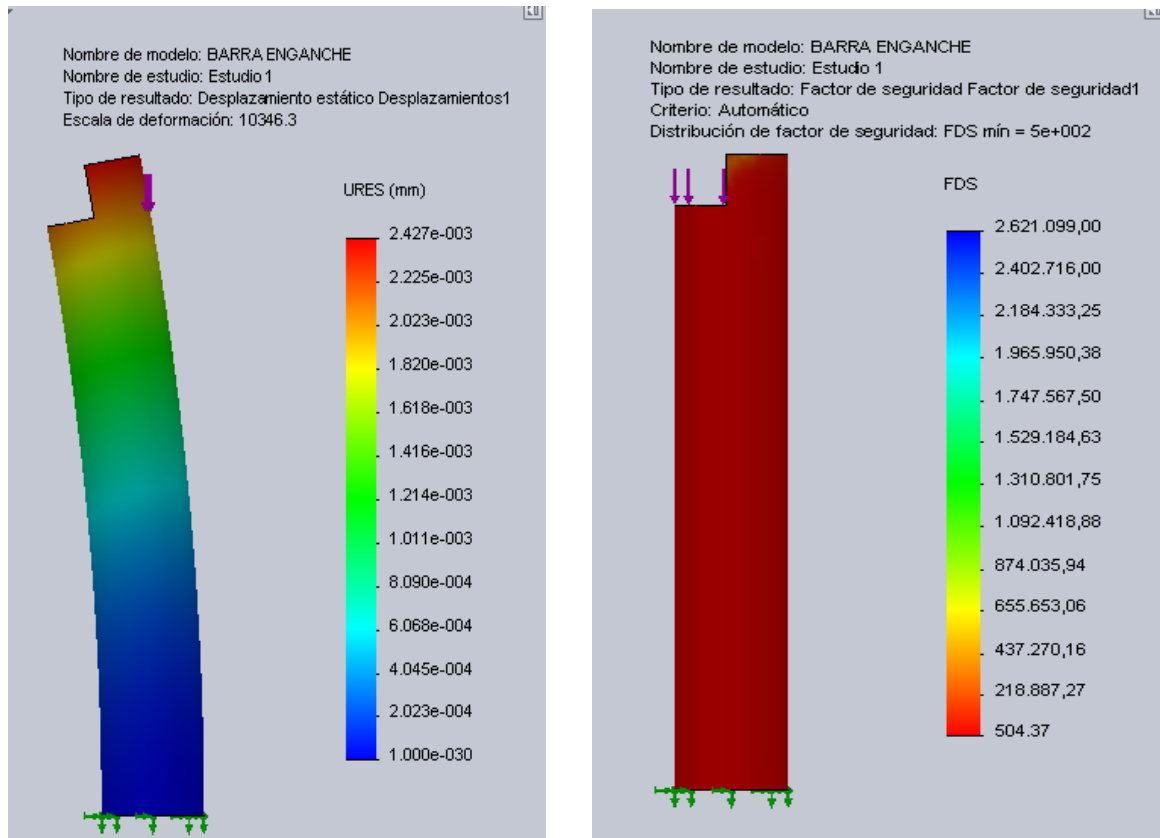 Nombre de modelo: BARRA ENGANCHE
Nombre de estudio: Estudio 1
Tipo de resultado: Desplazamiento estático Desplazamientos1
Escala de deformación: 10346.3
URES (mm)
2.427e-003
2.225e-003
2.023e-003
1.820e-003
1.618e-003
1.416e-003
1.214e-003
1.011e-003
8.090e-004
6.068e-004
4.045e-004
2.023e-004
1.000e-030
Nombre de modelo: BARRA ENGANCHE
Nombre de estudio: Estudio 1
Tipo de resultado: Factor de seguridad Factor de seguridad1
Criterio: Automático
Distribución de factor de seguridad: FDS mín = 5e+002
FDS
2.621.099,00
2.402.716,00
2.184.333,25
1.965.950,38
1.747.567,50
1.529.184,63
1.310.801,75
1.092.418,88
874.035,94
655.653,06
437.270,16
218.887,27
504.37